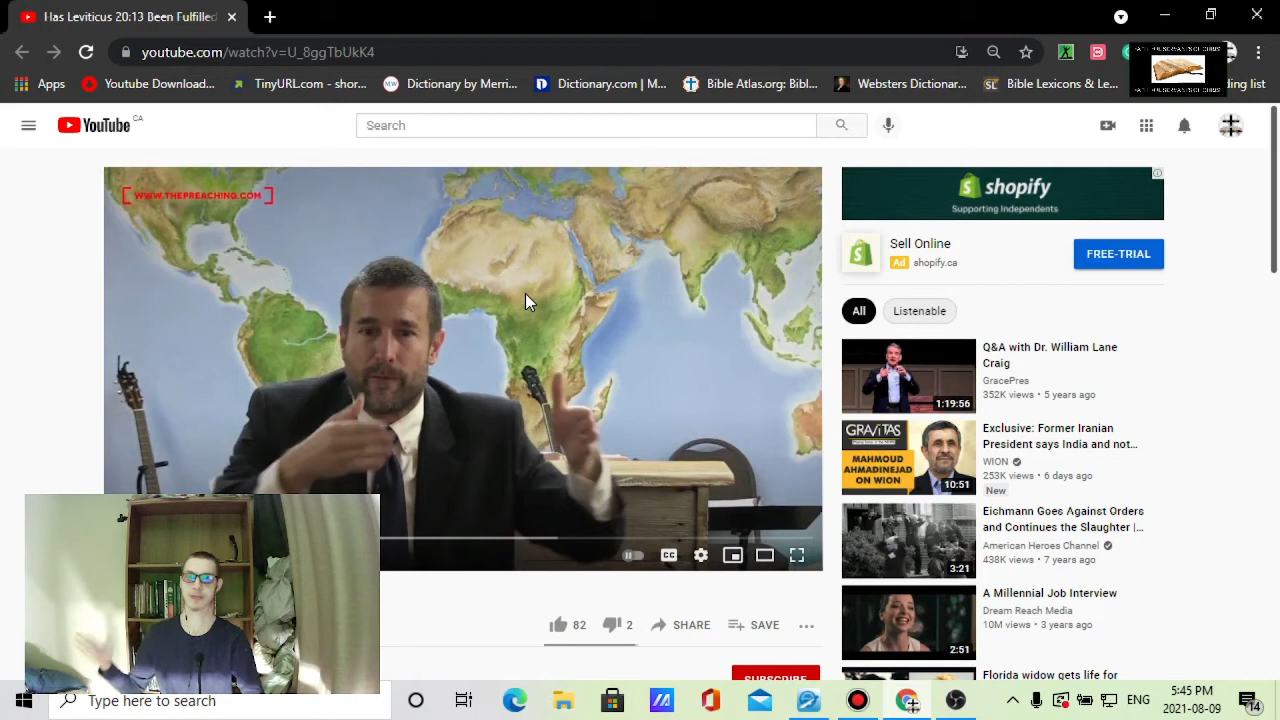 Has Leviticus 20:13 Been Fulfilled
youtube.com/watch?v=U_8ggTbUkK4
Apps
Youtube Download...
TinyURL.com - shor...
Dictionary by Merri...
Dictionary.com | M...
Bible Atlas.org: Bibl...
Websters Dictionar...
Bible Lexicons & Le...
ing list
YouTube CA
Search
WWW.THEPREACHING.COM
shopify
Supporting Independents
Sell Online
Ad shopify.ca
FREE-TRIAL
All
Listenable
Q&A with Dr. William Lane
Craig
GracePres
352K views • 5 years ago
1:19:56
GRAVITAS
MAHMOUD
AHMADINEJAD
ON WION
10:51
Exclusive: Former Iranian
President says India and not...
WION
253K views • 6 days ago
New
Eichmann Goes Against Orders
and Continues the Slaughter |...
American Heroes Channel
438K views • 7 years ago
3:21
A Millennial Job Interview
Dream Reach Media
10M views • 3 years ago
2:51
Florida widow gets life for
CC
82
2
SHARE
SAVE
SUBSCRIBE
Type here to search
ENG
5:45 PM
2021-08-09
14